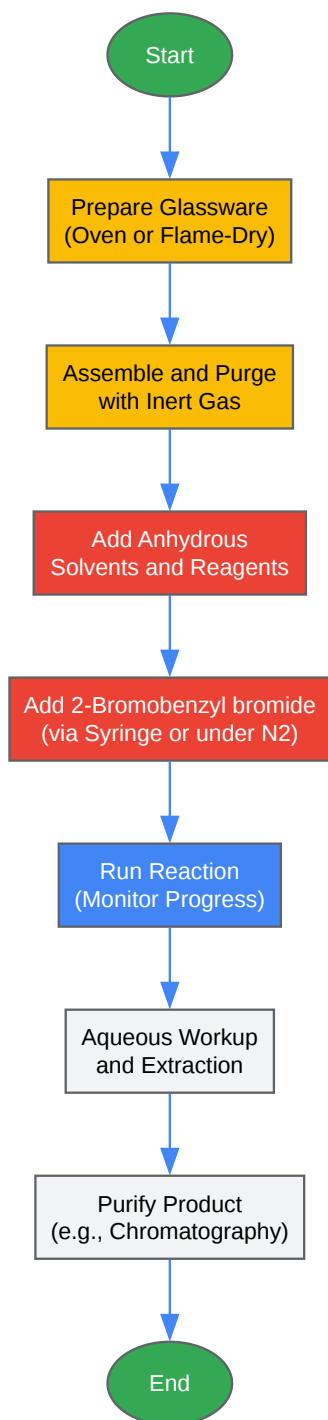 Start
Prepare Glassware
(Oven or Flame-Dry)
Assemble and Purge
with Inert Gas
Add Anhydrous
Solvents and Reagents
Add 2-Bromobenzyl bromide
(via Syringe or under N2)
Run Reaction
(Monitor Progress)
Aqueous Workup
and Extraction
Purify Product
(e.g., Chromatography)
End